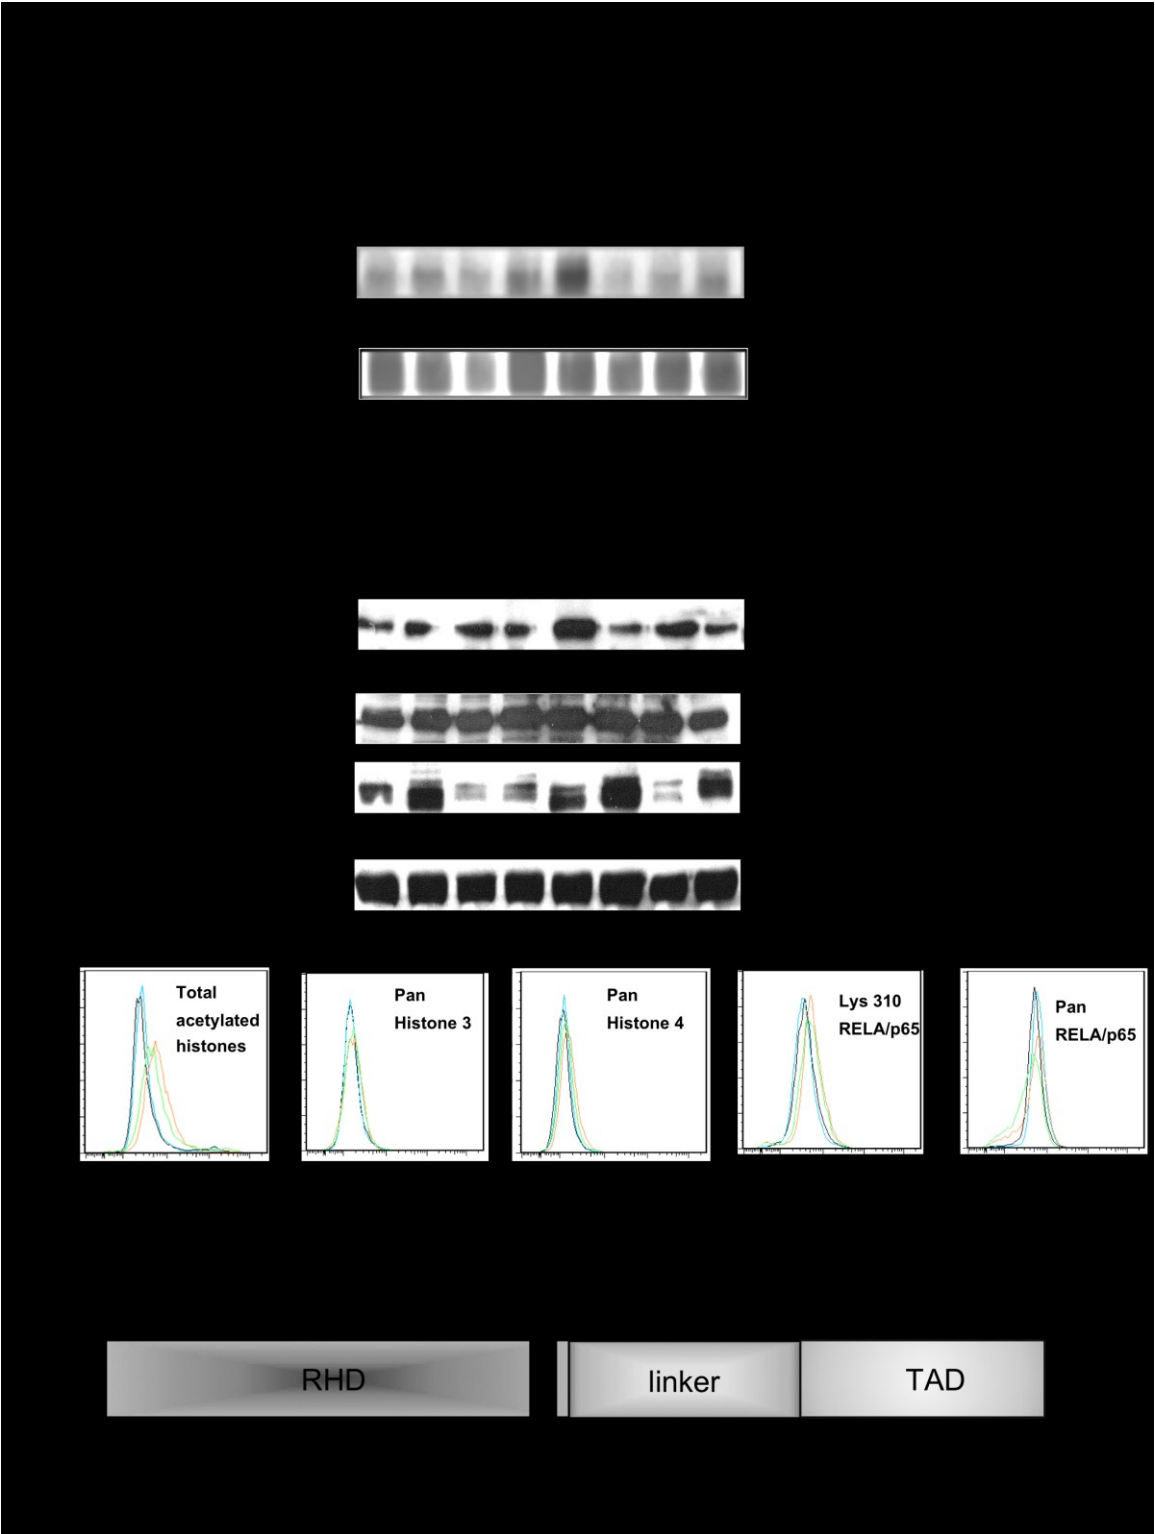 Total
acetylated
histones
Pan
Histone 3
Pan
Histone 4
Lys 310
RELA/p65
Pan
RELA/p65
RHD
linker
TAD